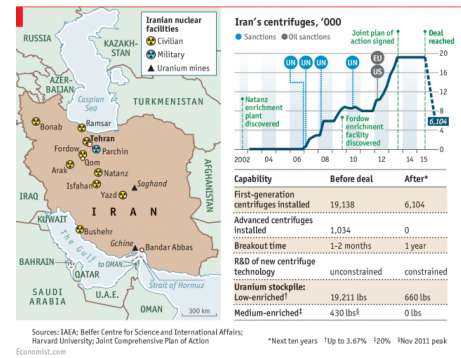 Iranian nuclear
facilities
Civilian
Military
Uranium mines
RUSSIA
KAZAKH-
STAN
AZER-
BAIJAN
Caspian
Sea
TURKMENISTAN
Bonab
Ramsar
Tehran
Fordow
Parchin
Qom
Arak
Natanz
Isfahan
Saghand
Yazd
AFGHANISTAN
IRAQ
I R A N
KUWAIT
Bushehr
The Gulf
Gchine
Bandar Abbas
to OMAN
BAHRAIN
QATAR
Strait of Hormuz
SAUDI
ARABIA
U.A.E.
OMAN
300 km
Iran's centrifuges, '000
Sanctions
Oil sanctions
Joint plan of
action signed
Deal
reached
UN UN UN UN EU
US
Natanz
enrichment
plant
discovered
Fordow
enrichment
facility
discovered
20
16
12
8
6,104
4
0
2002 04 06 08 10 12 14 15
Capability Before deal After*
First-generation
centrifuges installed 19,138 6,104
Advanced centrifuges
installed 1,034 0
Breakout time 1-2 months 1 year
R&D of new centrifuge
technology unconstrained constrained
Uranium stockpile:
Low-enriched† 19,211 lbs 660 lbs
Medium-enriched‡ 430 lbs§ 0 lbs
Sources: IAEA; Belfer Centre for Science and International Affairs;
Harvard University; Joint Comprehensive Plan of Action
*Next ten years †Up to 3.67% ‡20% §Nov 2011 peak
Economist.com